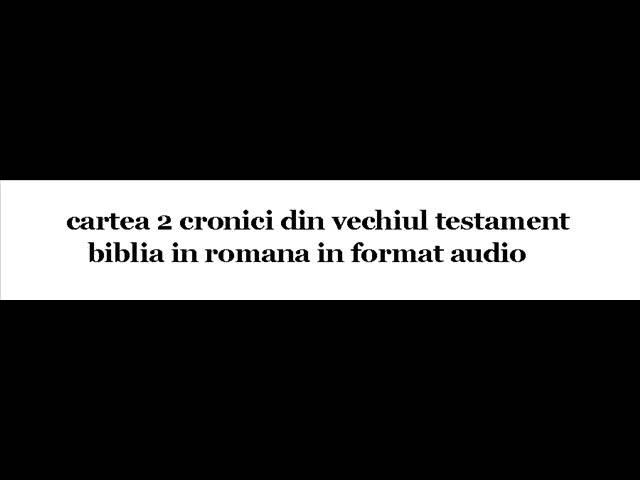 cartea 2 cronici din vechiul testament
biblia in romana in format audio